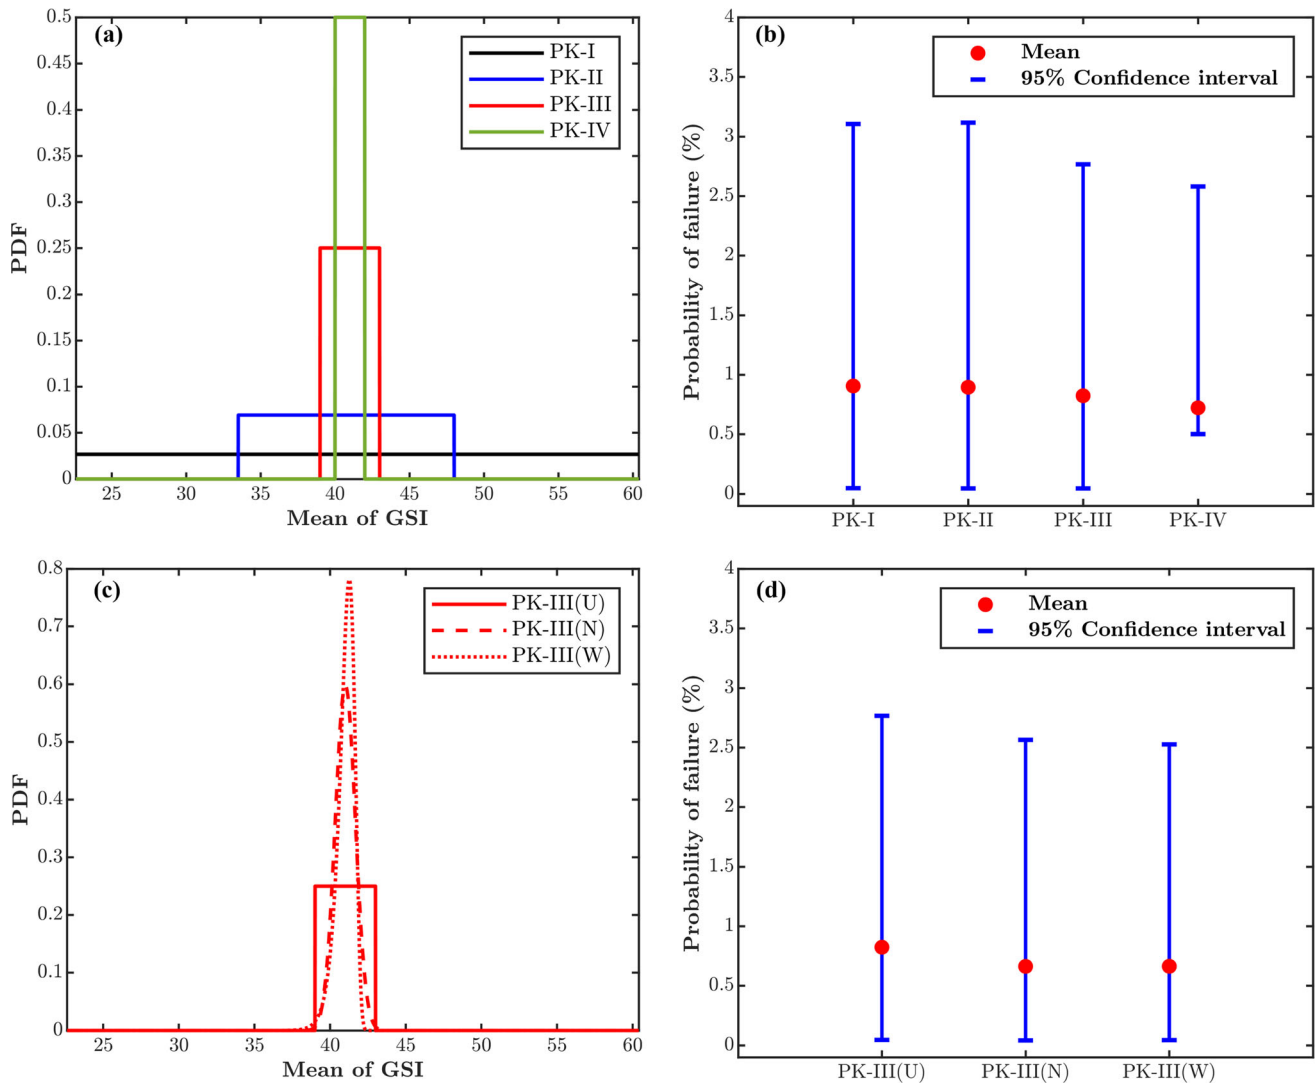 (a)
PK-I
PK-II
PK-III
PK-IV
0.5
0.45
0.4
0.35
0.3
0.25
0.2
0.15
0.1
0.05
0
PDF
25 30 35 40 45 50 55 60
Mean of GSI
(b)
Mean
95% Confidence interval
4
3.5
3
2.5
2
1.5
1
0.5
0
Probability of failure (%)
PK-I PK-II PK-III PK-IV
(c)
PK-III(U)
PK-III(N)
PK-III(W)
0.8
0.7
0.6
0.5
0.4
0.3
0.2
0.1
0
PDF
25 30 35 40 45 50 55 60
Mean of GSI
(d)
Mean
95% Confidence interval
4
3.5
3
2.5
2
1.5
1
0.5
0
Probability of failure (%)
PK-III(U) PK-III(N) PK-III(W)